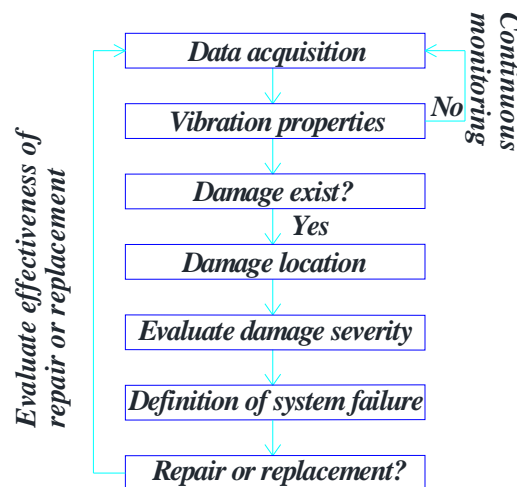 Data acquisition
Vibration properties
No
Damage exist?
Yes
Damage location
Evaluate damage severity
Definition of system failure
Repair or replacement?
Evaluate effectiveness of
repair or replacement
Continuous
monitoring